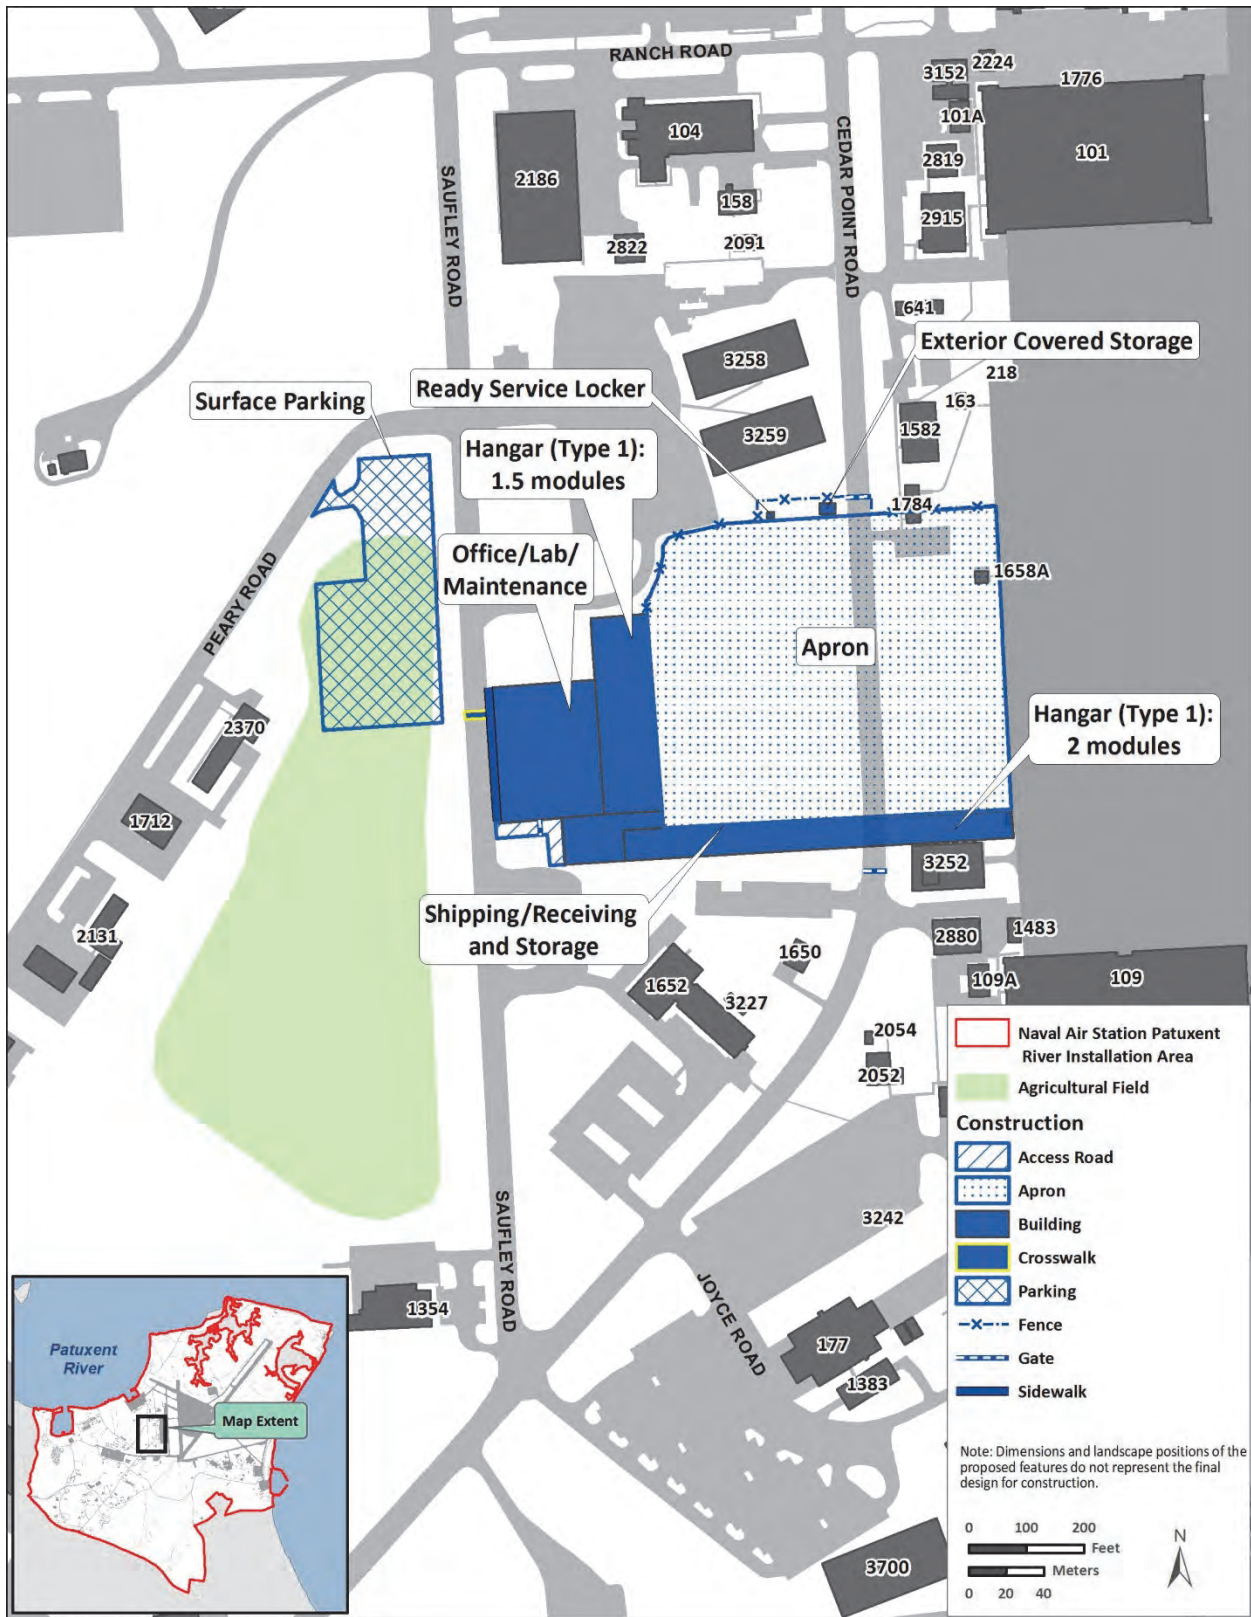 RANCH ROAD
2224
3152
1776
101A
104
CEDAR POINT ROAD
101
2819
SAUFLEY ROAD
2186
158
2915
2822
2091
641
Exterior Covered Storage
3258
218
Ready Service Locker
Surface Parking
163
1582
3259
Hangar (Type 1):
1.5 modules
1784
Office/Lab/
Maintenance
1658A
PEARY ROAD
Apron
Hangar (Type 1):
2 modules
2370
1712
3252
Shipping/Receiving
and Storage
2131
2880
1483
1650
1652
109A
109
3227
2054
2052
SAUFLEY ROAD
3242
JOYCE ROAD
1354
177
1383
3700
Naval Air Station Patuxent
River Installation Area
Agricultural Field
Construction
Access Road
Apron
Building
Crosswalk
Parking
Fence
Gate
Sidewalk
Note: Dimensions and landscape positions of the
proposed features do not represent the final
design for construction.
0 100 200
Feet
Meters
0 20 40
N
Patuxent
River
Map Extent